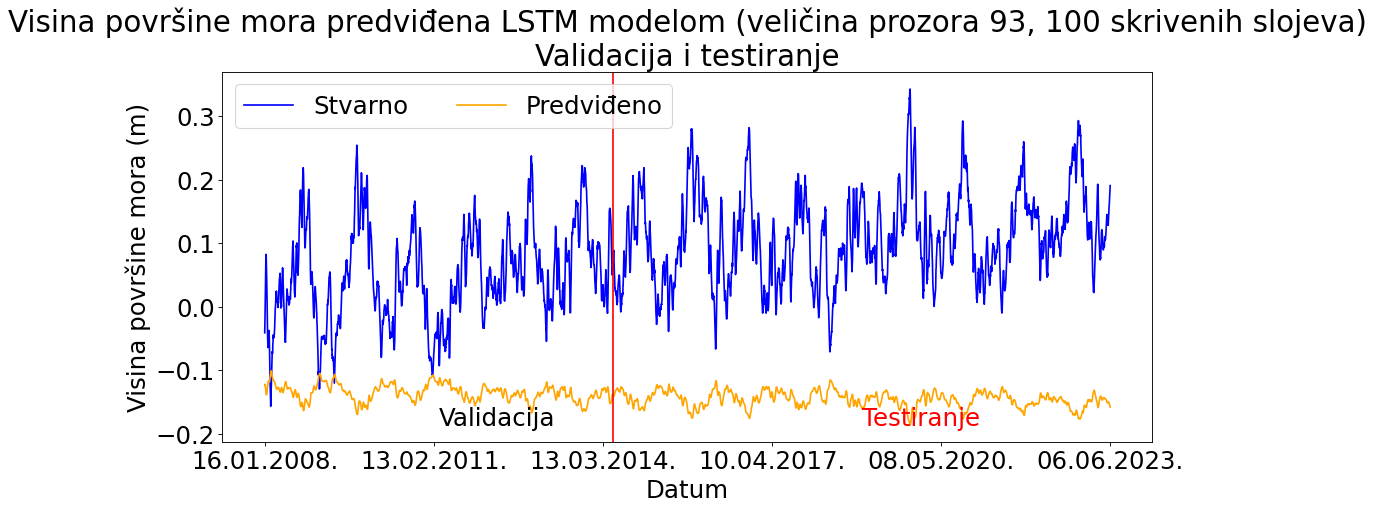 Visina površine mora predviđena LSTM modelom (veličina prozora 93, 100 skrivenih slojeva)
Validacija i testiranje
Stvarno Predviđeno
Visina površine mora (m)
0.3
0.2
0.1
0.0
−0.1
−0.2
Validacija Testiranje
16.01.2008. 13.02.2011. 13.03.2014. 10.04.2017. 08.05.2020. 06.06.2023.
Datum